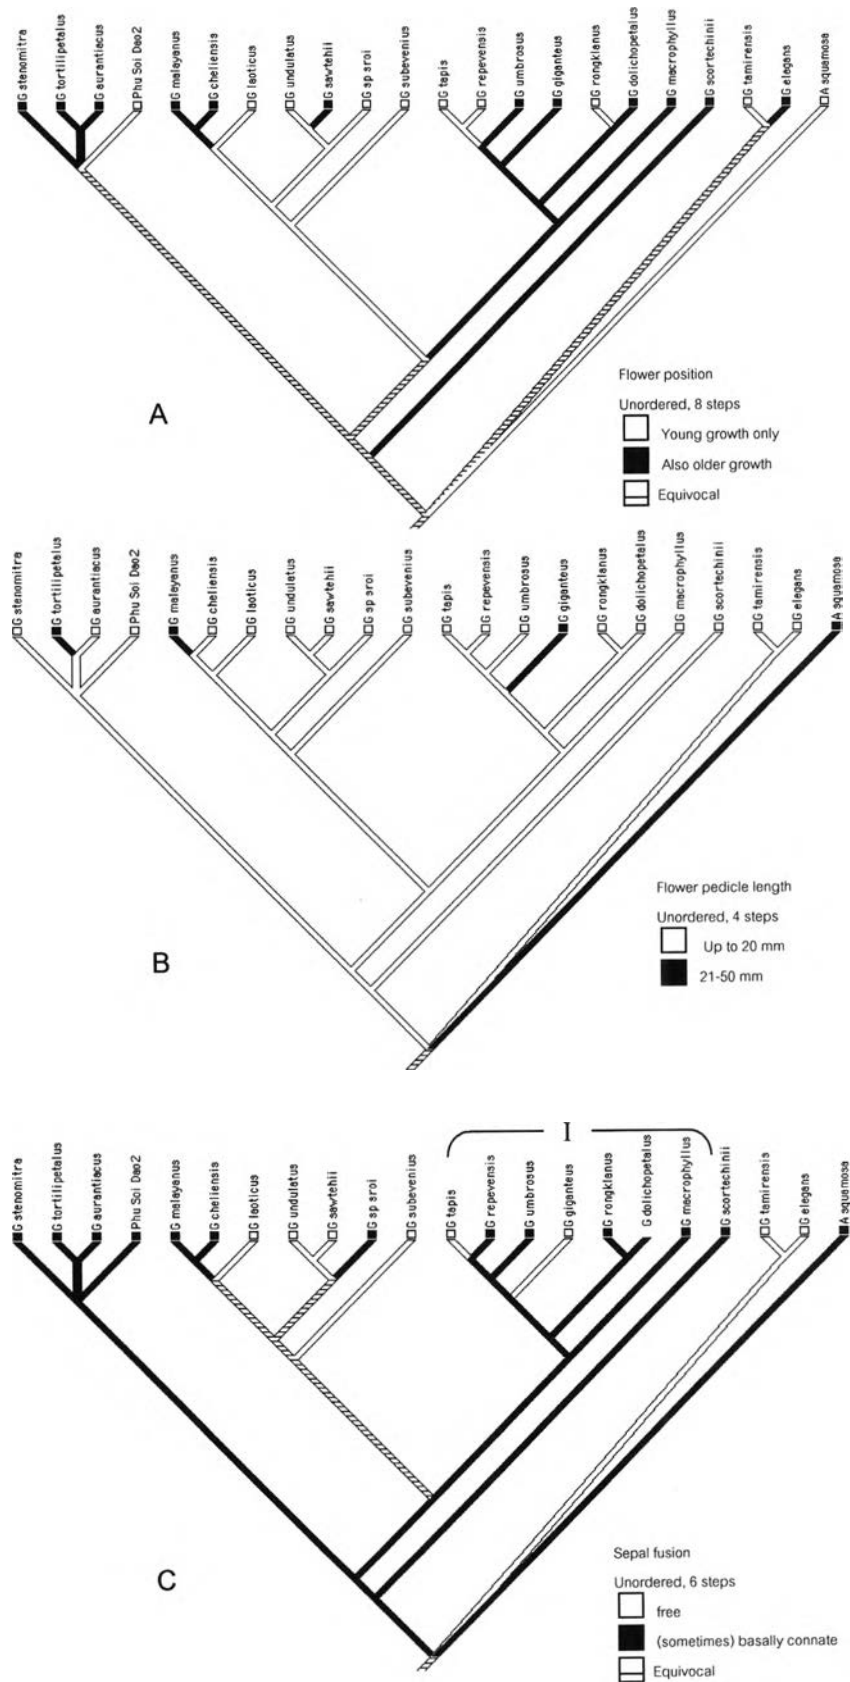 G stenomitra
G tortilipetalus
G aurantiacus
Phu Soi Dao2
G malayanus
G cheliensis
G laoticus
G undulatus
G sawtehii
G sp sroi
G subevenius
G tapis
G repevensis
G umbrosus
G giganteus
G rongklanus
G dolichopetalus
G macrophyllus
G scortechinii
G tamirensis
G elegans
A squamosa
Flower position
Unordered, 8 steps
Young growth only
Also older growth
Equivocal
A
G stenomitra
G tortilipetalus
G aurantiacus
Phu Soi Dao2
G malayanus
G cheliensis
G laoticus
G undulatus
G sawtehii
G sp sroi
G subevenius
G tapis
G repevensis
G umbrosus
G giganteus
G rongklanus
G dolichopetalus
G macrophyllus
G scortechinii
G tamirensis
G elegans
A squamosa
Flower pedicle length
Unordered, 4 steps
Up to 20 mm
21-50 mm
B
I
G stenomitra
G tortilipetalus
G aurantiacus
Phu Soi Dao2
G malayanus
G cheliensis
G laoticus
G undulatus
G sawtehii
G sp sroi
G subevenius
G tapis
G repevensis
G umbrosus
G giganteus
G rongklanus
G dolichopetalus
G macrophyllus
G scortechinii
G tamirensis
G elegans
A squamosa
Sepal fusion
Unordered, 6 steps
free
(sometimes) basally connate
Equivocal
C